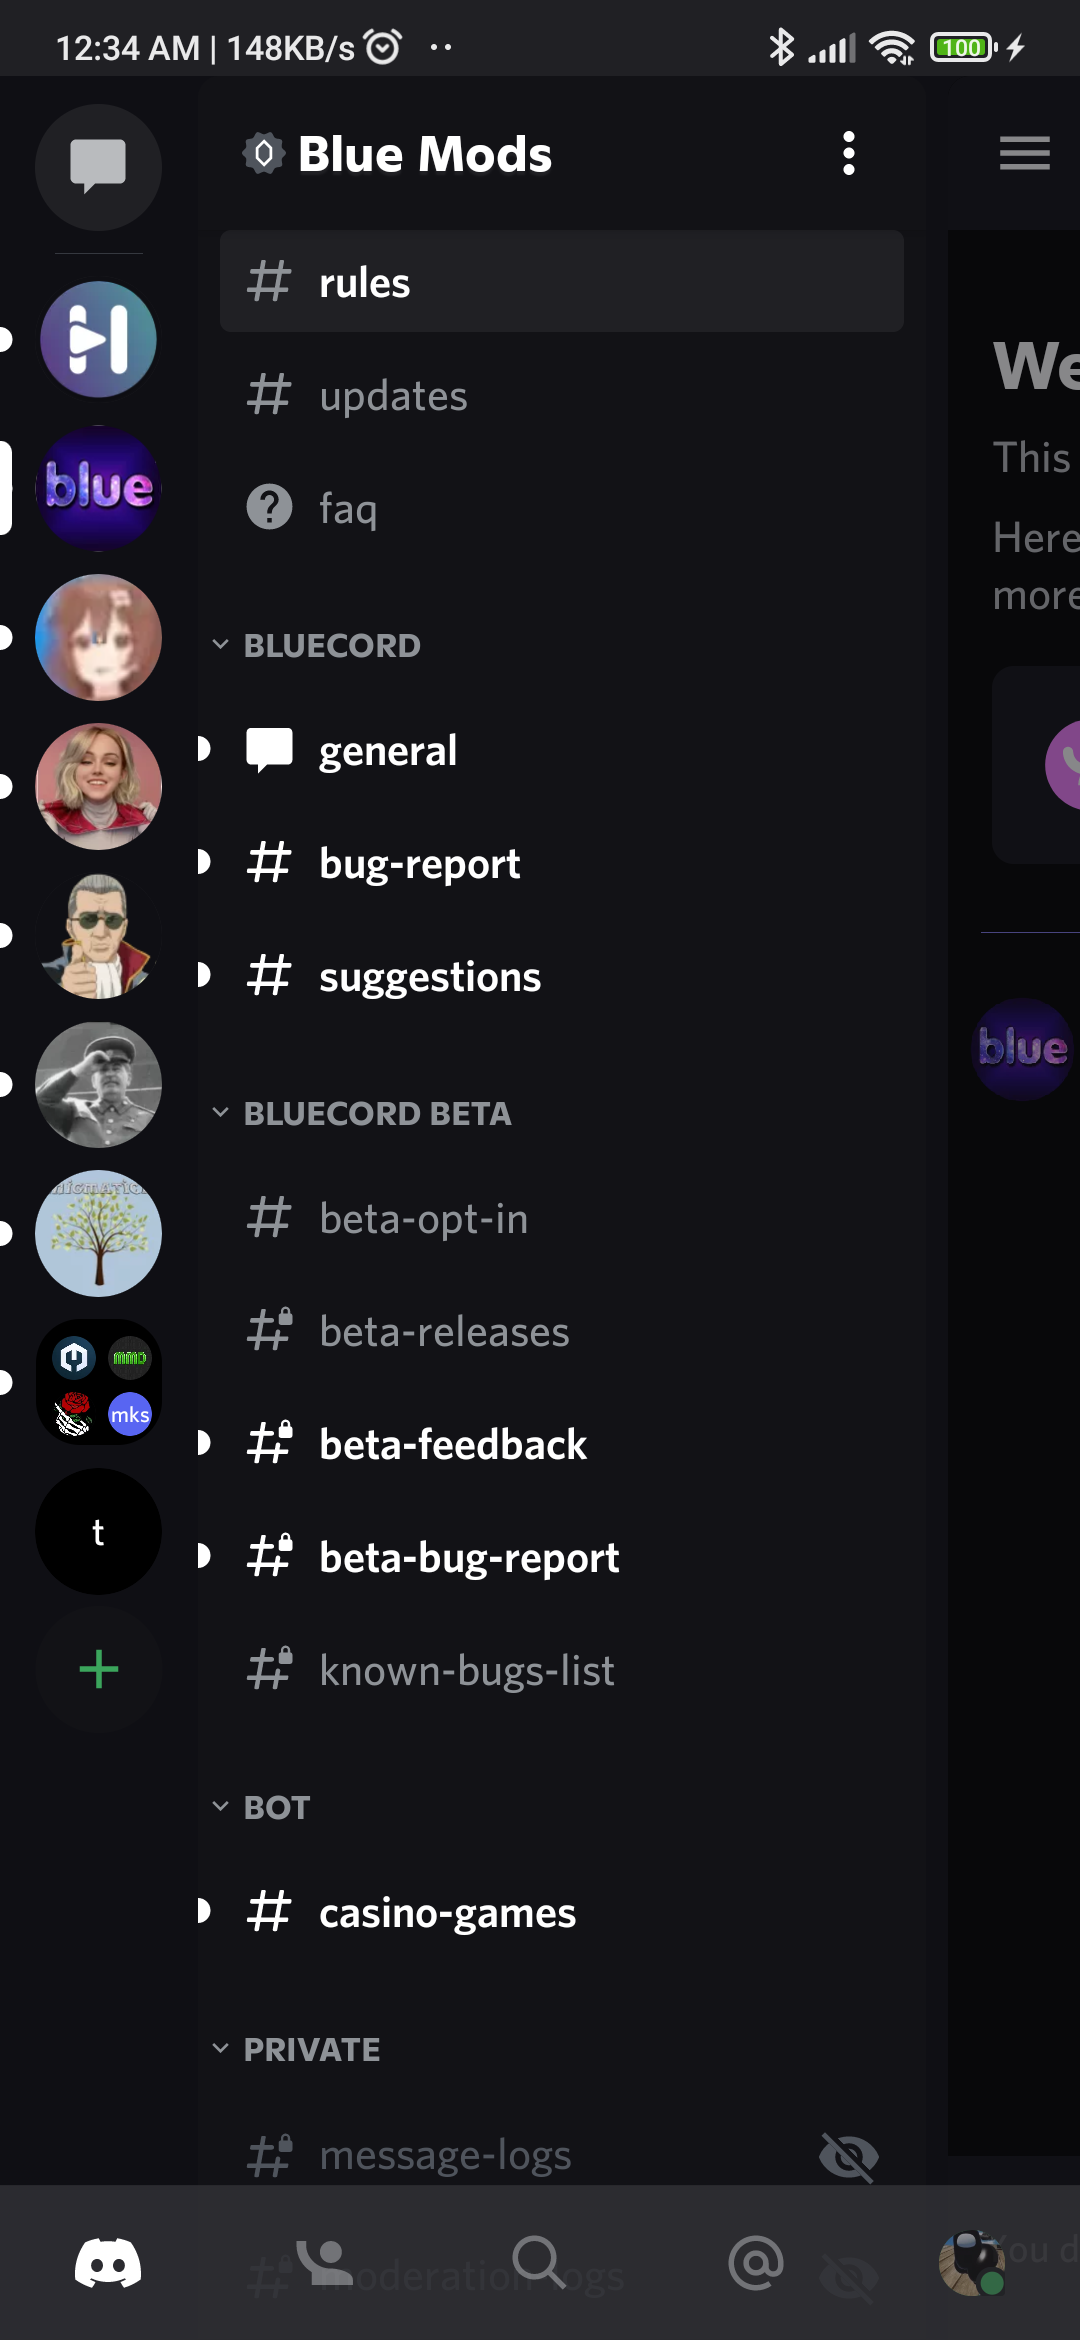 12:34 AM | 148KB/s
100
Blue Mods
rules
updates
faq
BLUECORD
general
bug-report
suggestions
BLUECORD BETA
beta-opt-in
beta-releases
beta-feedback
beta-bug-report
known-bugs-list
BOT
casino-games
PRIVATE
message-logs
moderation-logs
blue
MMD
mks
t
We
This
Here
more
blue
You d